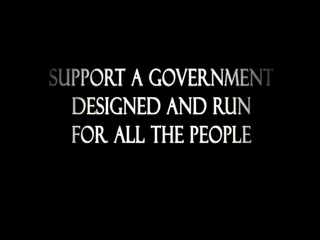 SUPPORT A GOVERNMENT
DESIGNED AND RUN
FOR ALL THE PEOPLE